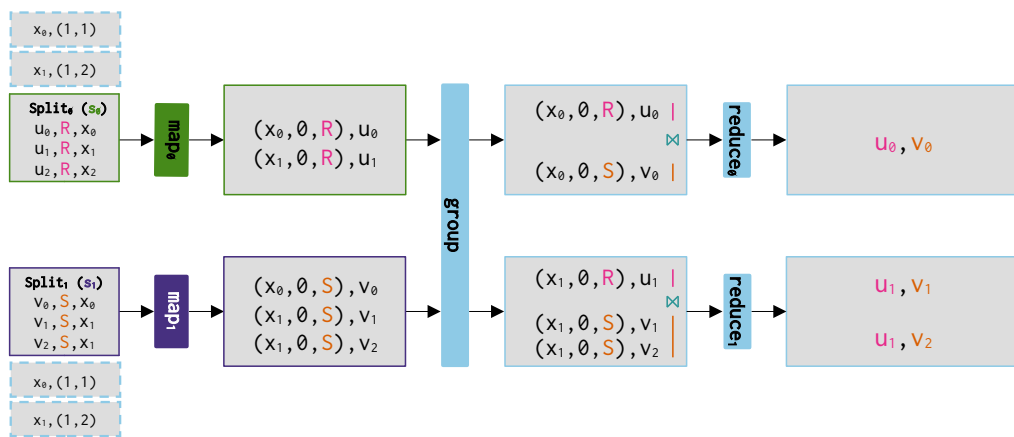 x₀,(1,1)
x₁,(1,2)
Split₀ (s₀)
u₀,R,x₀
u₁,R,x₁
u₂,R,x₂
map₀
(x₀,0,R),u₀
(x₁,0,R),u₁
group
(x₀,0,R),u₀
⋈
(x₀,0,S),v₀
reduce₀
u₀,v₀
Split₁ (s₁)
v₀,S,x₀
v₁,S,x₁
v₂,S,x₁
map₁
(x₀,0,S),v₀
(x₁,0,S),v₁
(x₁,0,S),v₂
(x₁,0,R),u₁
⋈
(x₁,0,S),v₁
(x₁,0,S),v₂
reduce₁
u₁,v₁
u₁,v₂
x₀,(1,1)
x₁,(1,2)